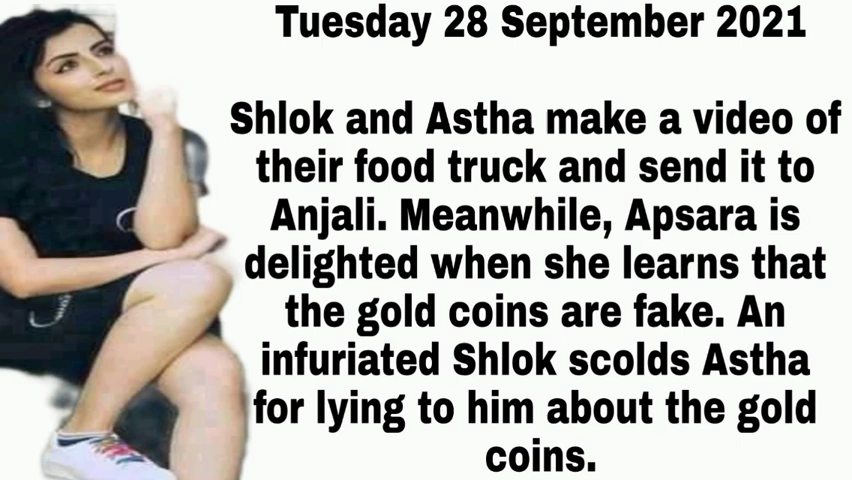 Tuesday 28 September 2021
Shlok and Astha make a video of
their food truck and send it to
Anjali. Meanwhile, Apsara is
delighted when she learns that
the gold coins are fake. An
infuriated Shlok scolds Astha
for lying to him about the gold
coins.